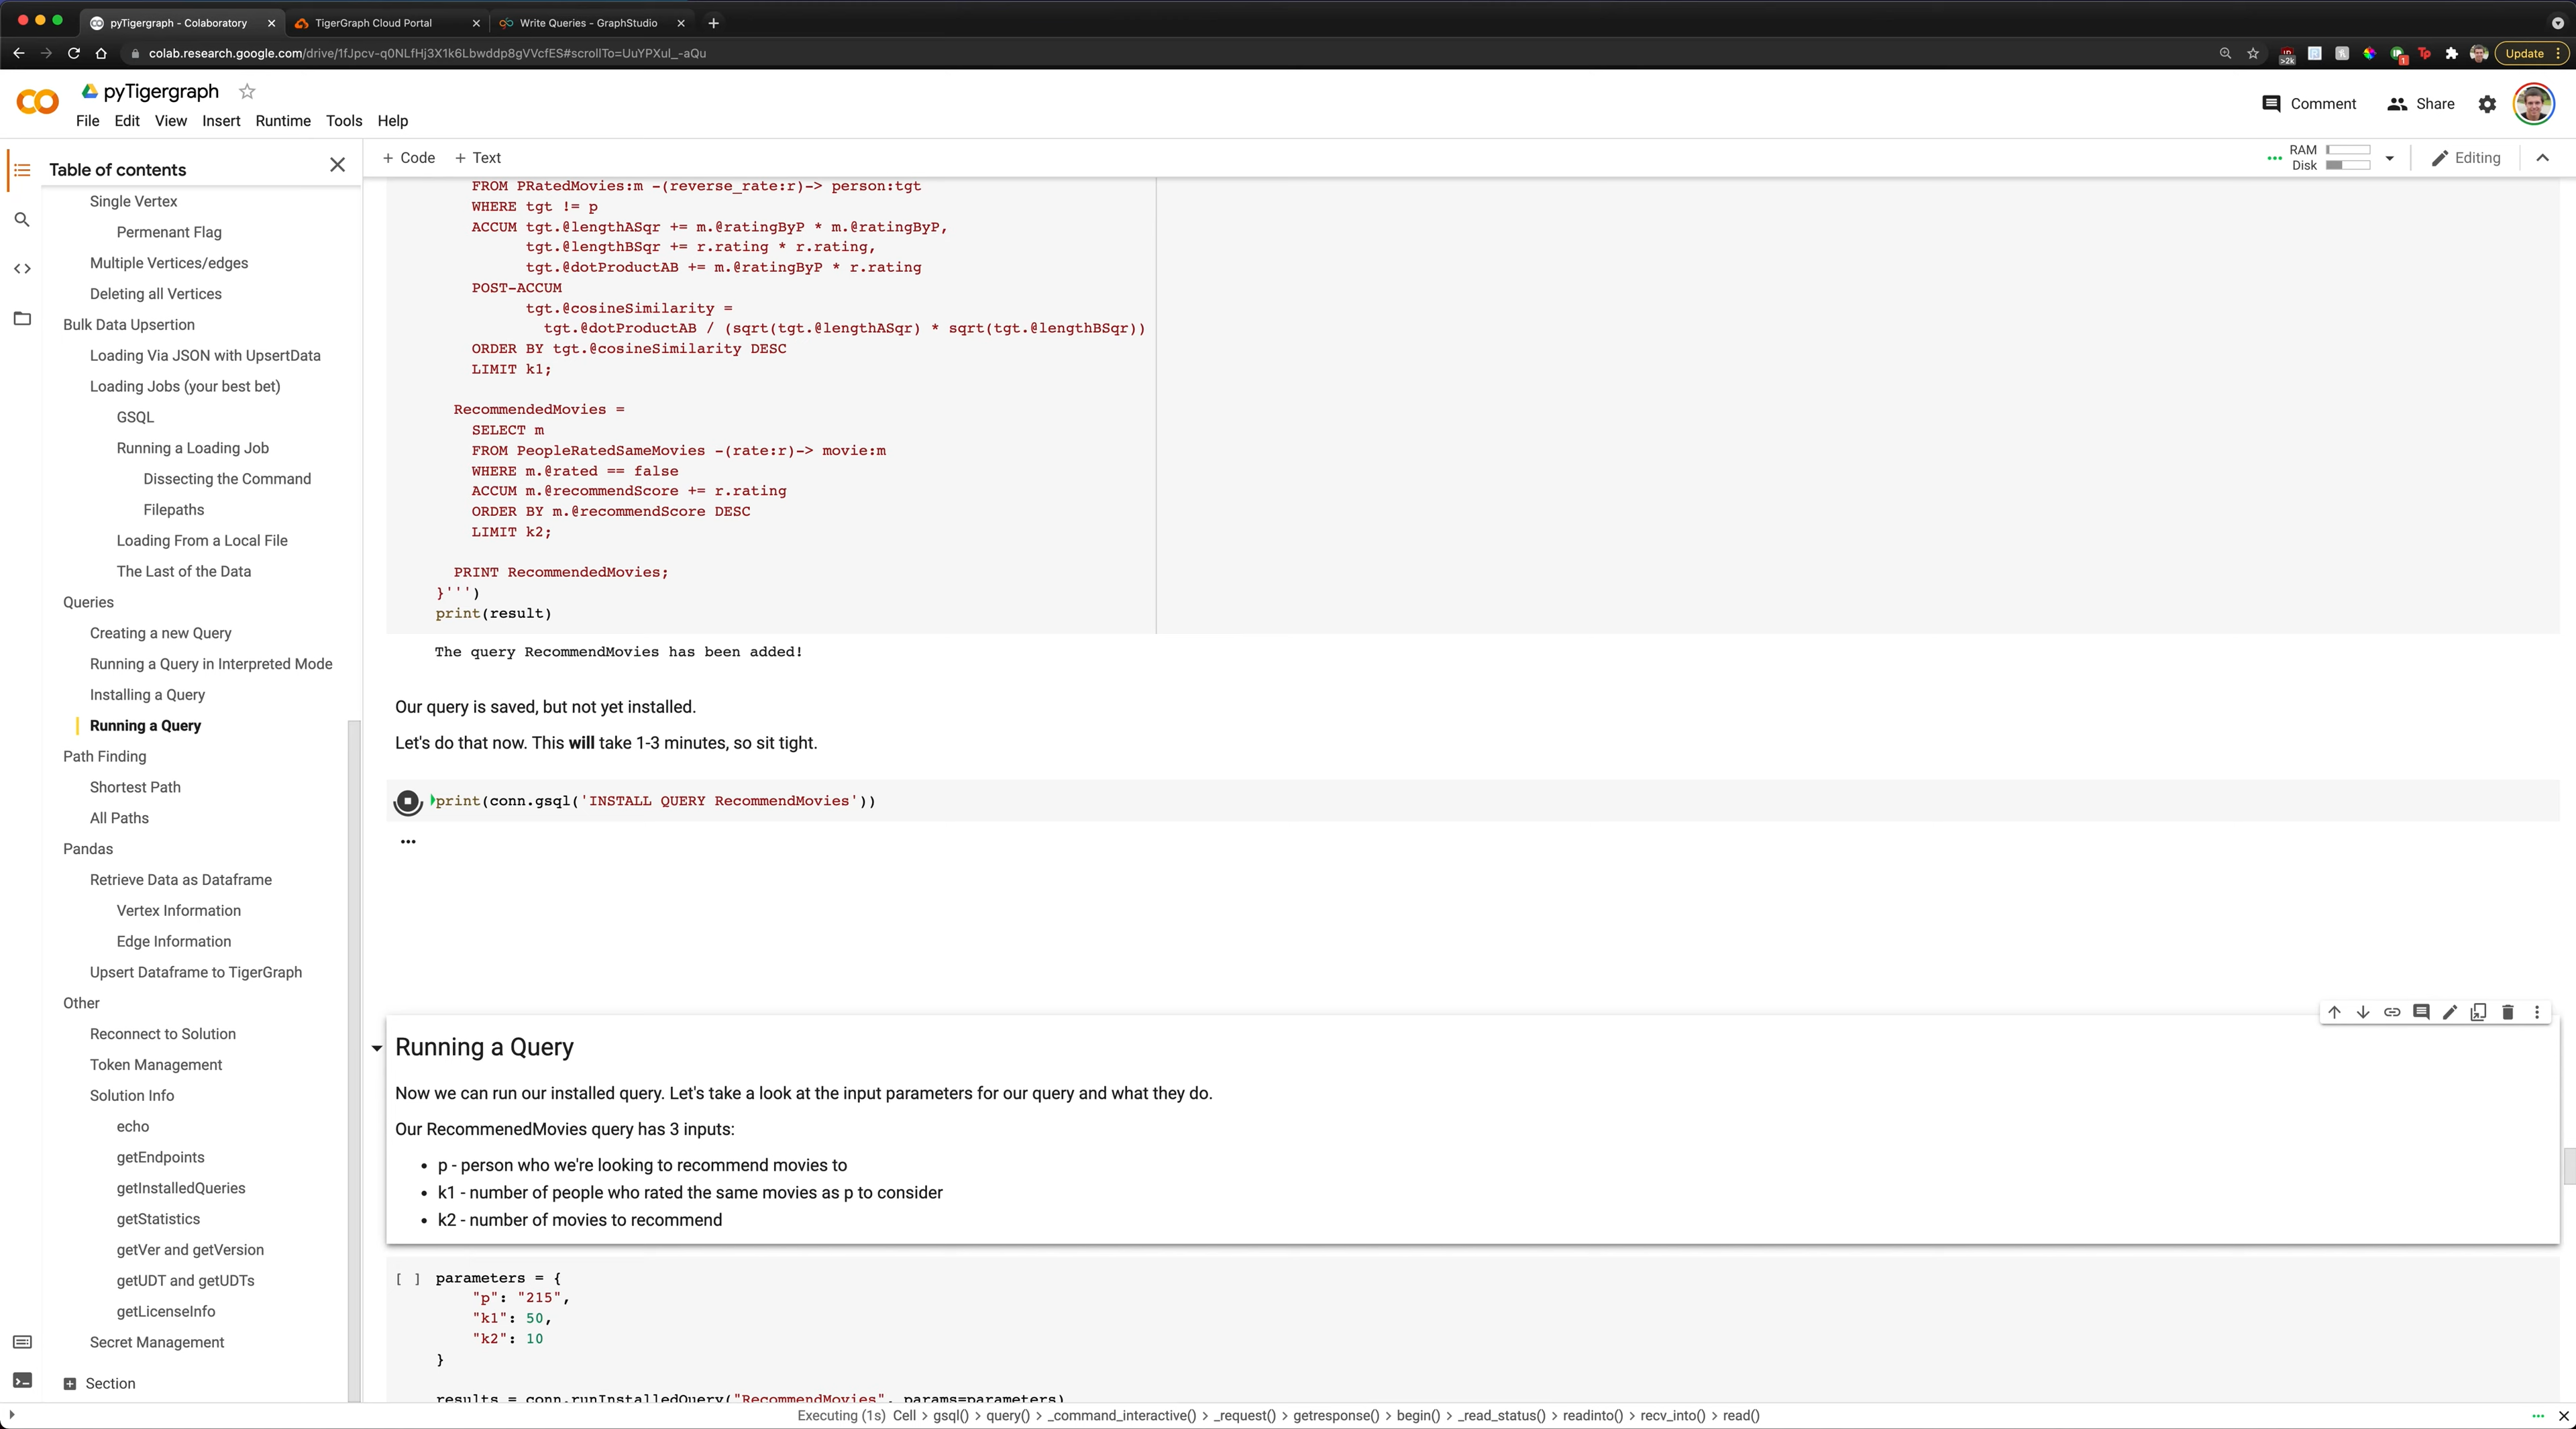 pyTigergraph - Colaboratory
TigerGraph Cloud Portal
Write Queries - GraphStudio
colab.research.google.com/drive/1fJpcv-q0NLfHj3X1k6Lbwddp8gVVcfES#scrollTo=UuYPXuI_-aQu
>2k
1
Tp
Update
pyTigergraph
File Edit View Insert Runtime Tools Help
Comment
Share
Table of contents
+ Code + Text
RAM
Disk
Editing
Single Vertex
Permenant Flag
Multiple Vertices/edges
Deleting all Vertices
Bulk Data Upsertion
Loading Via JSON with UpsertData
Loading Jobs (your best bet)
GSQL
Running a Loading Job
Dissecting the Command
Filepaths
Loading From a Local File
The Last of the Data
Queries
Creating a new Query
Running a Query in Interpreted Mode
Installing a Query
Running a Query
Path Finding
Shortest Path
All Paths
Pandas
Retrieve Data as Dataframe
Vertex Information
Edge Information
Upsert Dataframe to TigerGraph
Other
Reconnect to Solution
Token Management
Solution Info
echo
getEndpoints
getInstalledQueries
getStatistics
getVer and getVersion
getUDT and getUDTs
getLicenseInfo
Secret Management
Section
FROM PRatedMovies:m -(reverse_rate:r)-> person:tgt
WHERE tgt != p
ACCUM tgt.@lengthASqr += m.@ratingByP * m.@ratingByP,
tgt.@lengthBSqr += r.rating * r.rating,
tgt.@dotProductAB += m.@ratingByP * r.rating
POST-ACCUM
tgt.@cosineSimilarity =
tgt.@dotProductAB / (sqrt(tgt.@lengthASqr) * sqrt(tgt.@lengthBSqr))
ORDER BY tgt.@cosineSimilarity DESC
LIMIT k1;
RecommendedMovies =
SELECT m
FROM PeopleRatedSameMovies -(rate:r)-> movie:m
WHERE m.@rated == false
ACCUM m.@recommendScore += r.rating
ORDER BY m.@recommendScore DESC
LIMIT k2;
PRINT RecommendedMovies;
}''')
print(result)
The query RecommendMovies has been added!
Our query is saved, but not yet installed.
Let's do that now. This will take 1-3 minutes, so sit tight.
print(conn.gsql('INSTALL QUERY RecommendMovies'))
...
Running a Query
Now we can run our installed query. Let's take a look at the input parameters for our query and what they do.
Our RecommenedMovies query has 3 inputs:
• p - person who we're looking to recommend movies to
• k1 - number of people who rated the same movies as p to consider
• k2 - number of movies to recommend
[ ] parameters = {
"p": "215",
"k1": 50,
"k2": 10
}
results = conn.runInstalledQuery("RecommendMovies", params=parameters)
Executing (1s) Cell > gsql() > query() > _command_interactive() > _request() > getresponse() > begin() > _read_status() > readinto() > recv_into() > read()